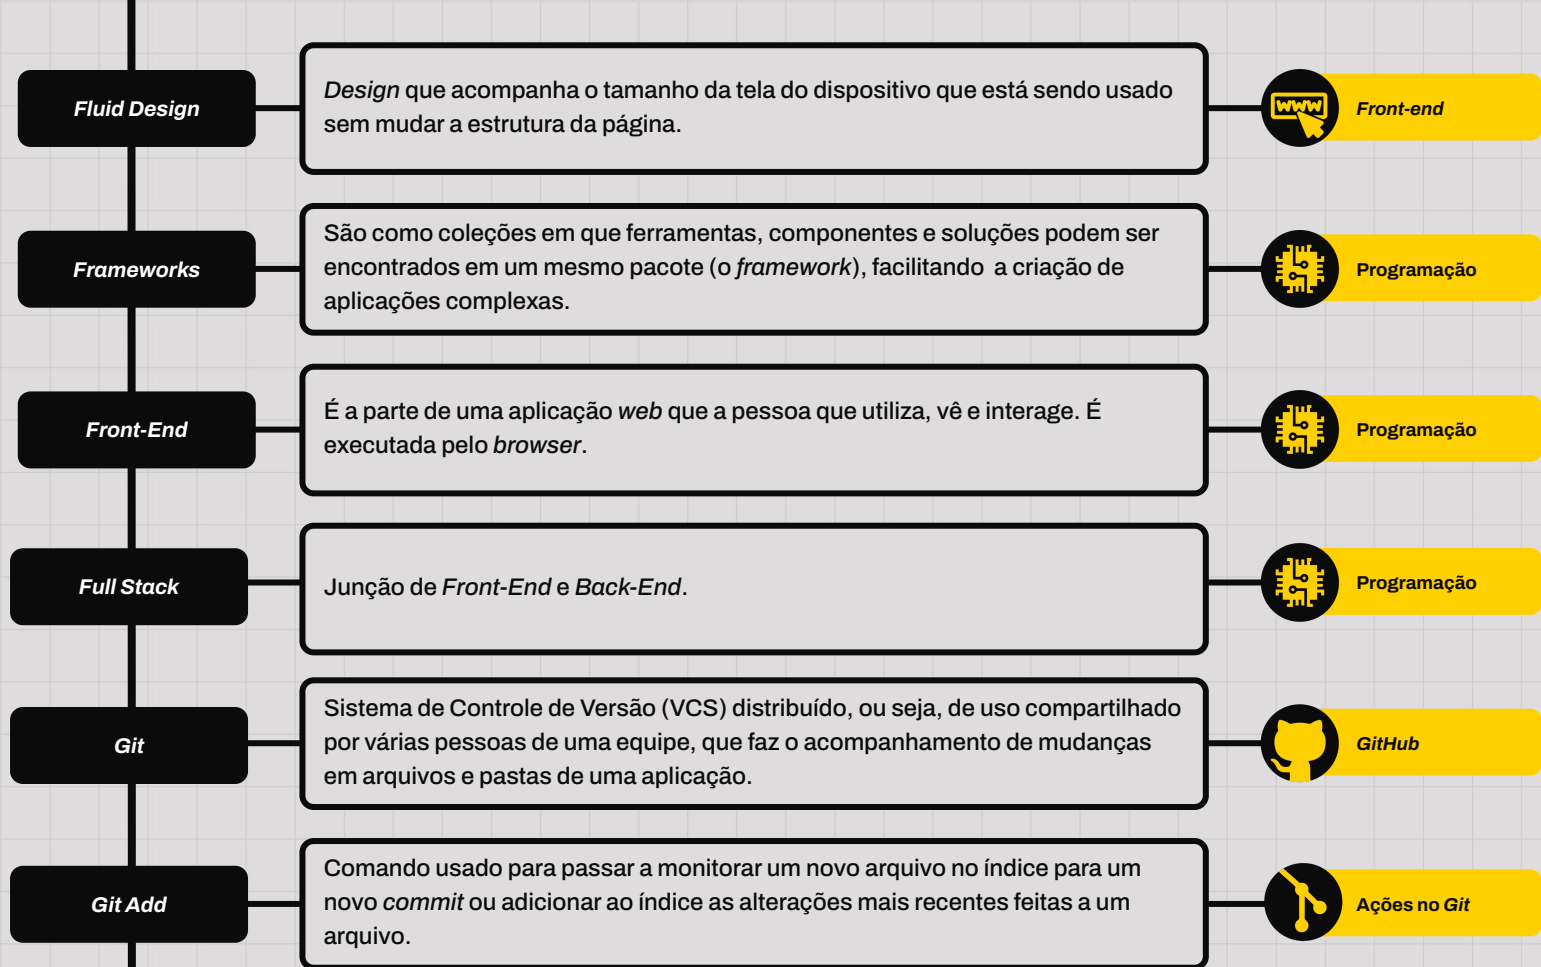 Fluid Design
Design que acompanha o tamanho da tela do dispositivo que está sendo usado
sem mudar a estrutura da página.
WWW
Front-end
Frameworks
São como coleções em que ferramentas, componentes e soluções podem ser
encontrados em um mesmo pacote (o framework), facilitando a criação de
aplicações complexas.
Programação
Front-End
É a parte de uma aplicação web que a pessoa que utiliza, vê e interage. É
executada pelo browser.
Programação
Full Stack
Junção de Front-End e Back-End.
Programação
Git
Sistema de Controle de Versão (VCS) distribuído, ou seja, de uso compartilhado
por várias pessoas de uma equipe, que faz o acompanhamento de mudanças
em arquivos e pastas de uma aplicação.
GitHub
Git Add
Comando usado para passar a monitorar um novo arquivo no índice para um
novo commit ou adicionar ao índice as alterações mais recentes feitas a um
arquivo.
Ações no Git